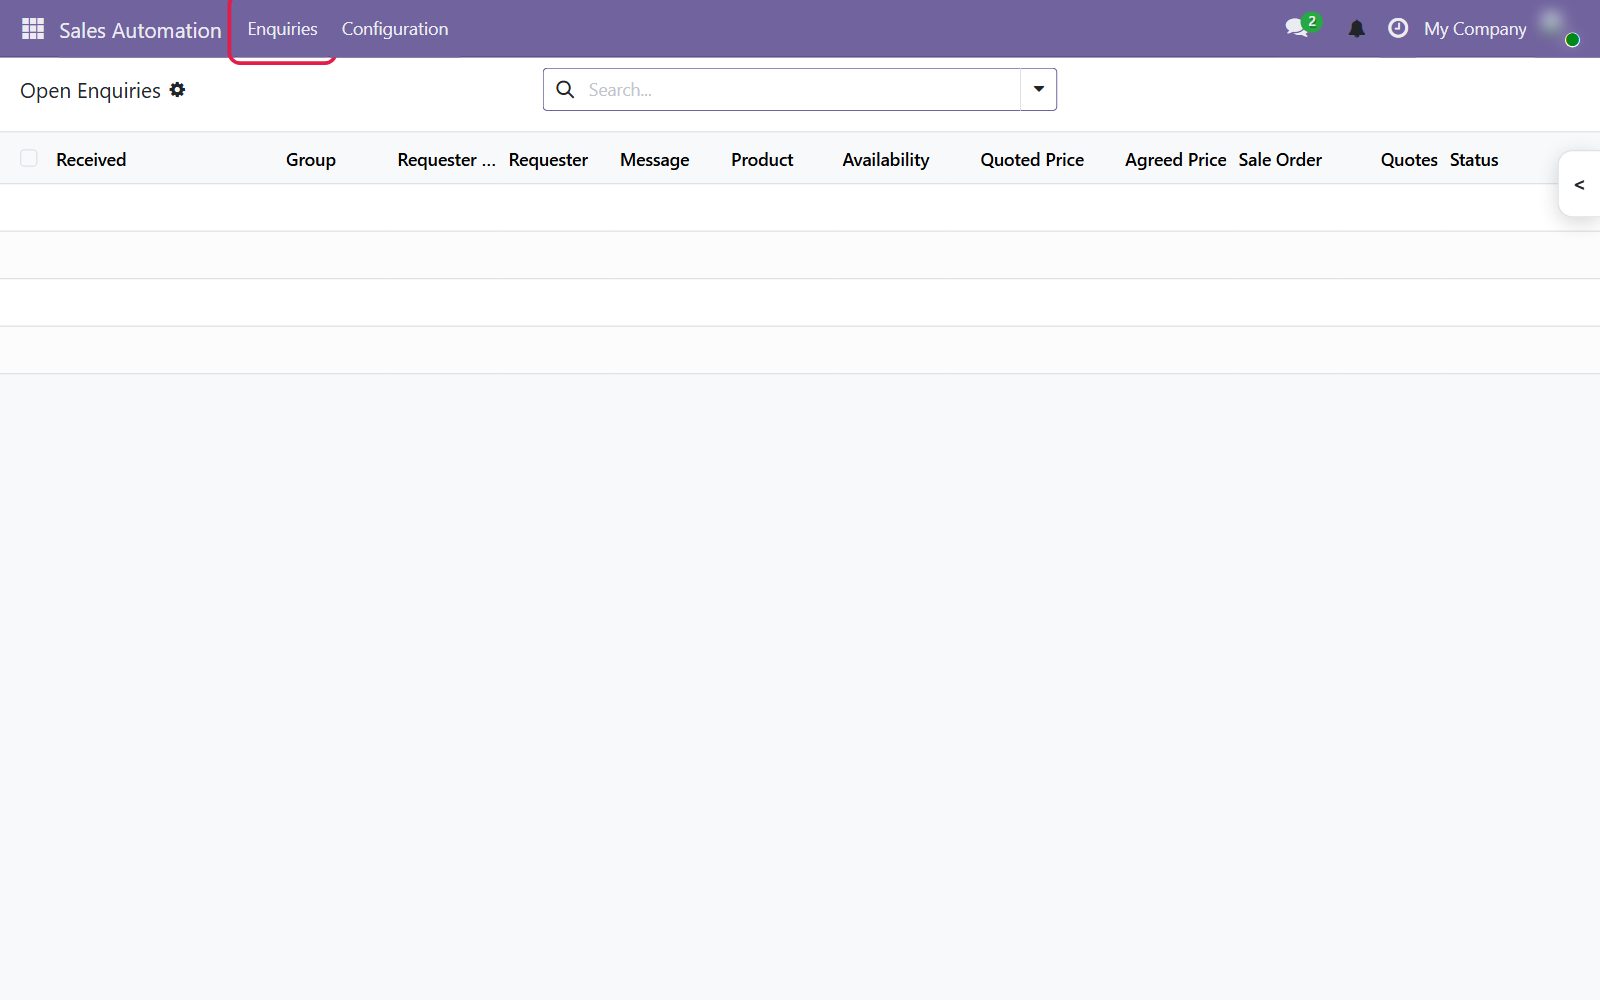 Sales Automation Enquiries Configuration 2 My Company
Open Enquiries Search...
Received Group Requester ... Requester Message Product Availability Quoted Price Agreed Price Sale Order Quotes Status
<